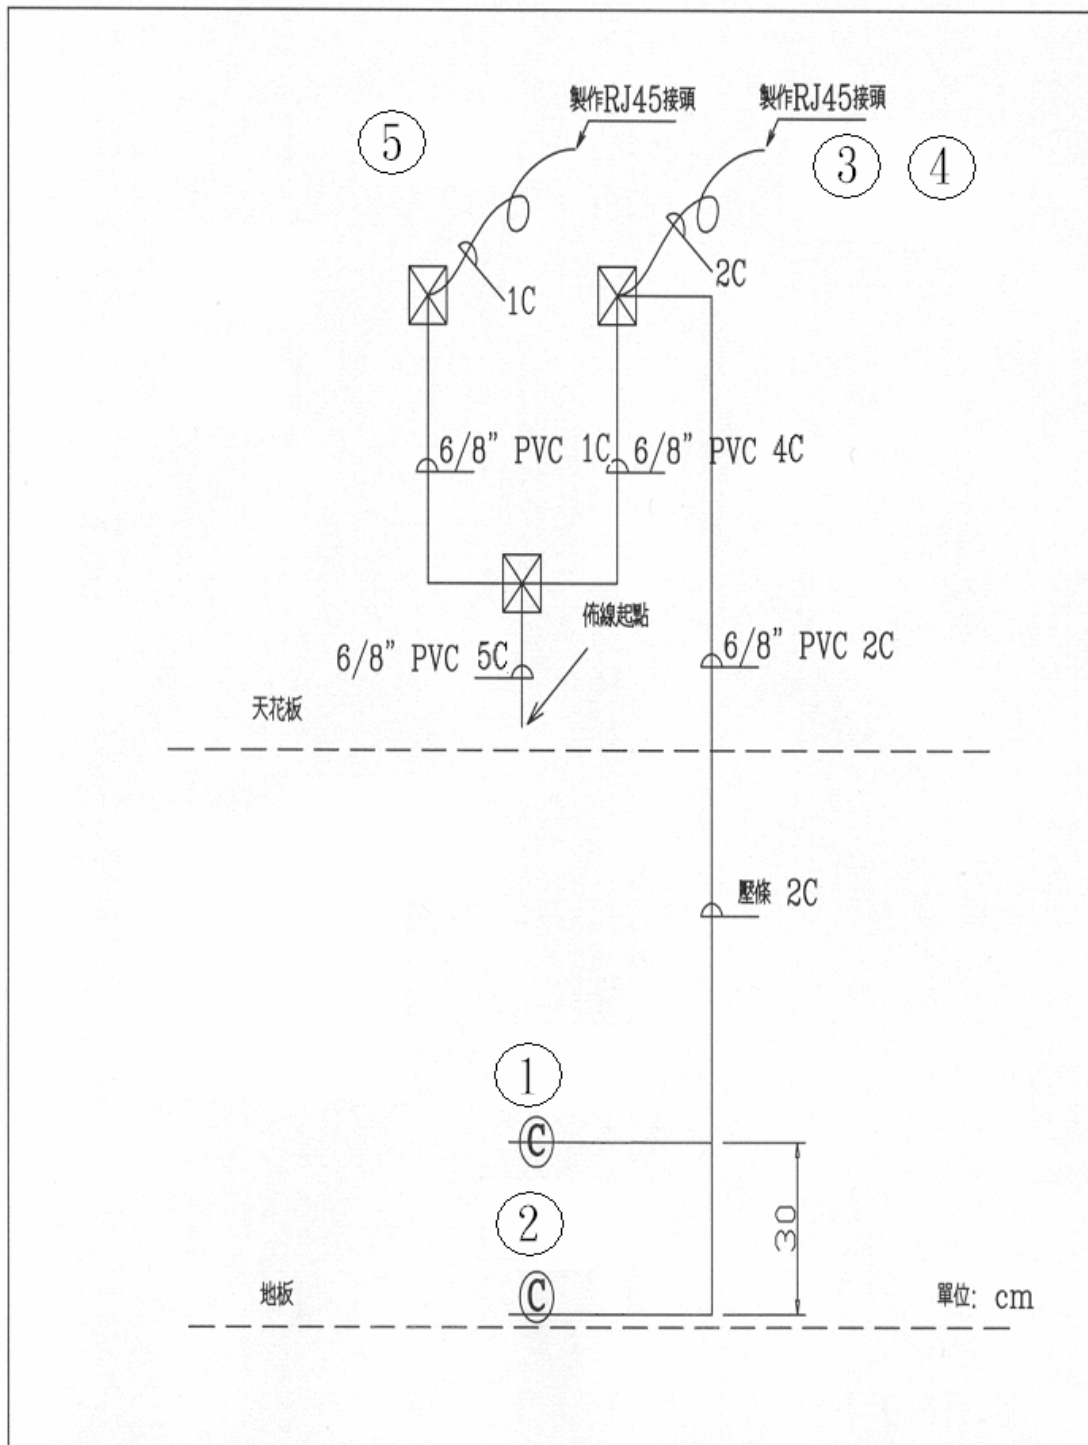 製作RJ45接頭
製作RJ45接頭
5
3
4
1C
2C
6/8" PVC 1C
6/8" PVC 4C
佈線起點
6/8" PVC 5C
6/8" PVC 2C
天花板
壓條 2C
1
C
2
30
C
地板
單位: cm